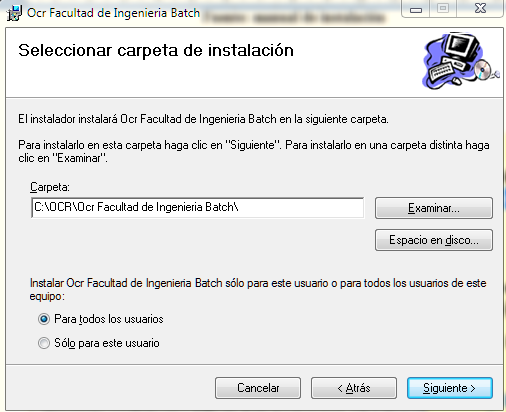 Fuente: manual de instalación
Ocr Facultad de Ingenieria Batch
Seleccionar carpeta de instalación
El instalador instalará Ocr Facultad de Ingenieria Batch en la siguiente carpeta.
Para instalarlo en esta carpeta haga clic en "Siguiente". Para instalarlo en una carpeta distinta haga
clic en "Examinar".
Carpeta:
C:\OCR\Ocr Facultad de Ingenieria Batch\
Examinar...
Espacio en disco...
Instalar Ocr Facultad de Ingenieria Batch sólo para este usuario o para todos los usuarios de este
equipo:
Para todos los usuarios
Sólo para este usuario
Cancelar
< Atrás
Siguiente >